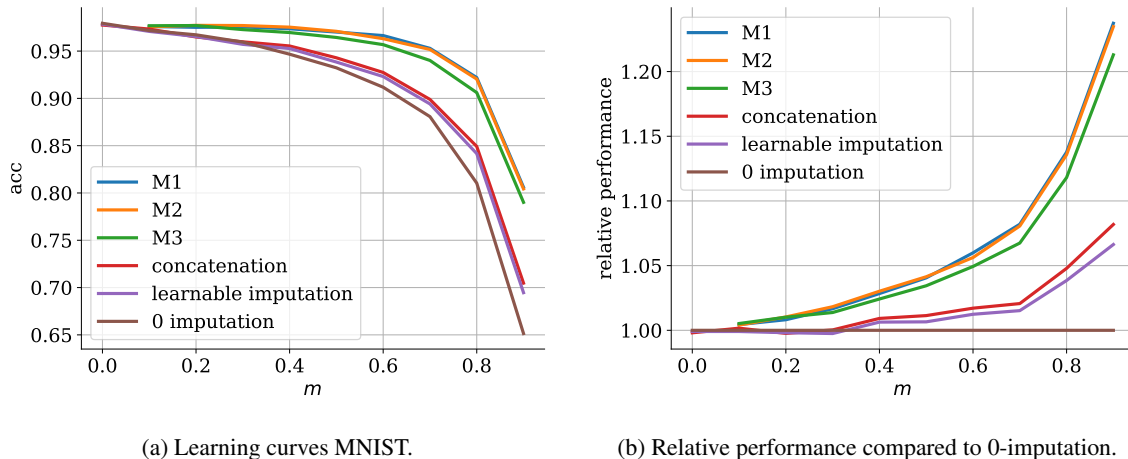 0.95
0.90
0.85
0.80
0.75
0.70
0.65
acc
M1
M2
M3
concatenation
learnable imputation
0 imputation
0.0 0.2 0.4 0.6 0.8
m
(a) Learning curves MNIST.
1.20
1.15
1.10
1.05
1.00
relative performance
M1
M2
M3
concatenation
learnable imputation
0 imputation
0.0 0.2 0.4 0.6 0.8
m
(b) Relative performance compared to 0-imputation.